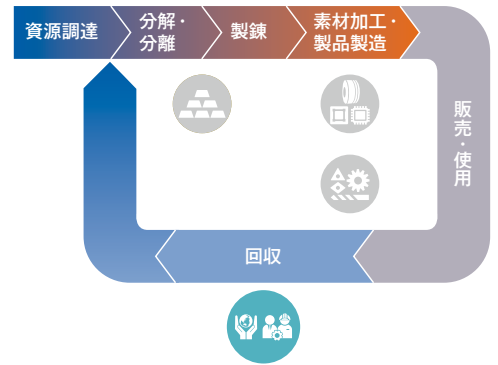 資源調達
分解・
分離
製錬
素材加工・
製品製造
販売・使用
回収